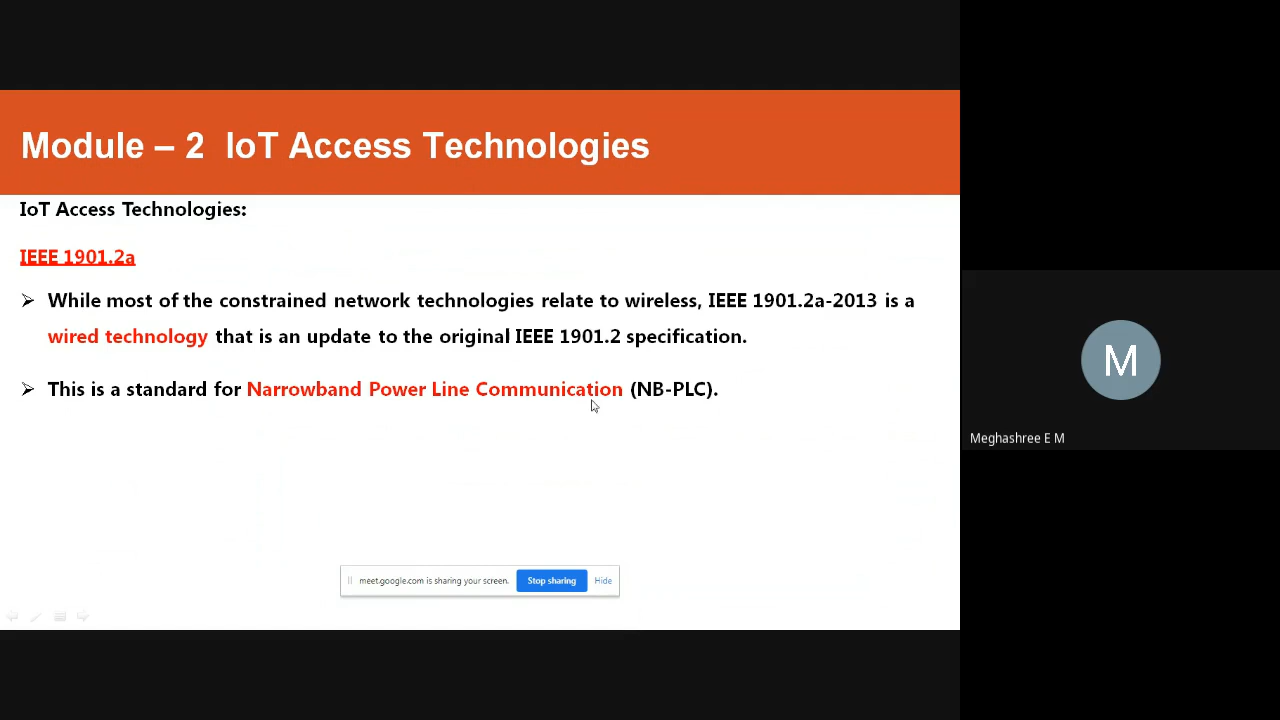 Module – 2 IoT Access Technologies
IoT Access Technologies:
IEEE 1901.2a
While most of the constrained network technologies relate to wireless, IEEE 1901.2a-2013 is a
wired technology that is an update to the original IEEE 1901.2 specification.
This is a standard for Narrowband Power Line Communication (NB-PLC).
meet.google.com is sharing your screen. Stop sharing Hide
M
Meghashree E M